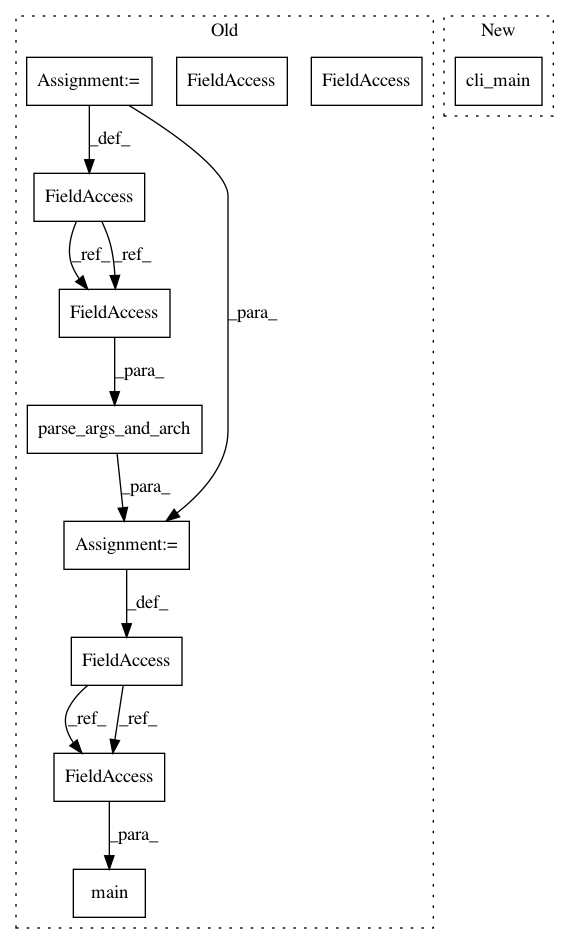 Old
New
Assignment:=
FieldAccess
FieldAccess
cli_main
_def_
FieldAccess
_ref_
_ref_
FieldAccess
_para_
_para_
parse_args_and_arch
_para_
Assignment:=
_def_
FieldAccess
_ref_
_ref_
FieldAccess
_para_
main